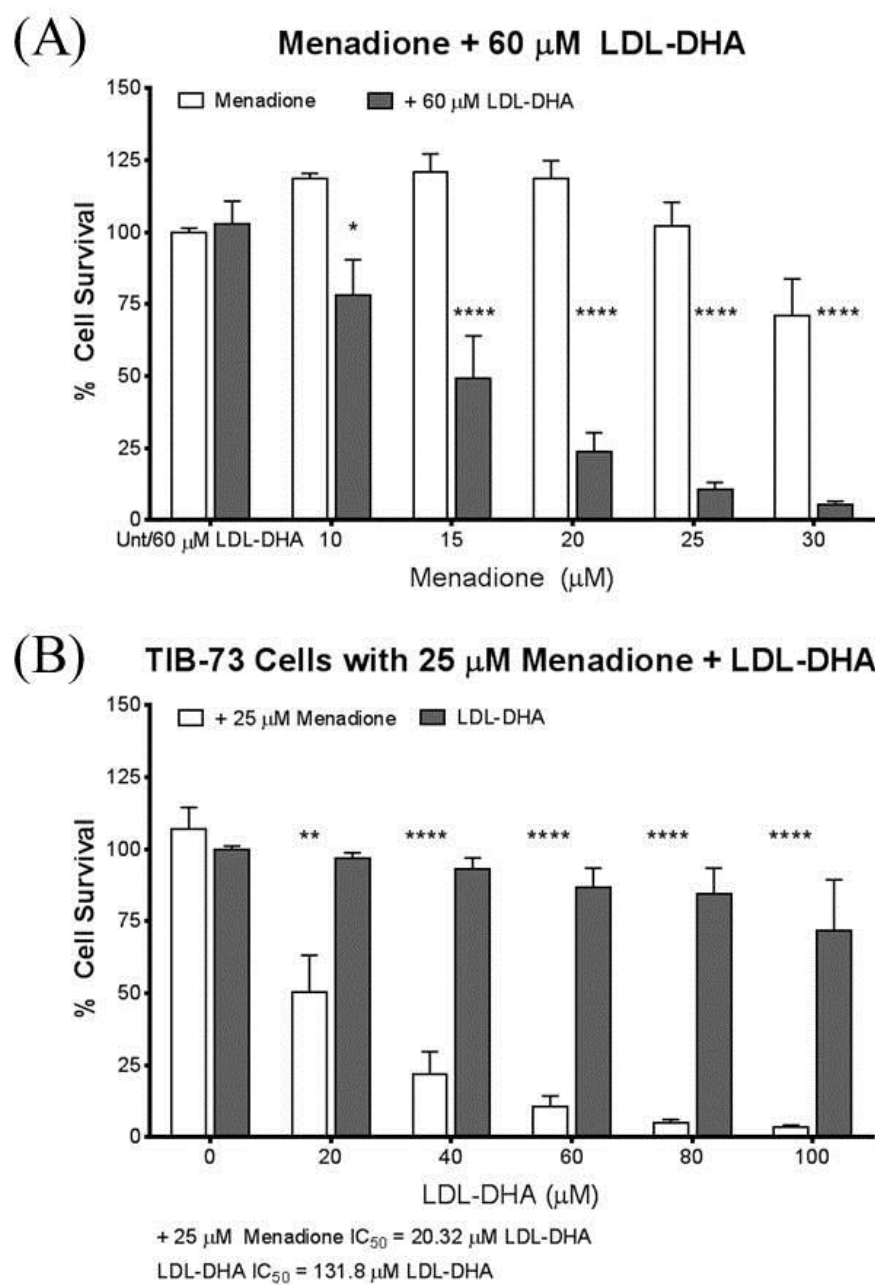 (A)
Menadione + 60 μM LDL-DHA
150
Menadione
+ 60 μM LDL-DHA
125
*
100
75
****
****
****
****
50
25
0
% Cell Survival
Unt/60 μM LDL-DHA
10
15
20
25
30
Menadione (μM)
(B)
TIB-73 Cells with 25 μM Menadione + LDL-DHA
150
+ 25 μM Menadione
LDL-DHA
125
**
****
****
****
****
100
75
50
25
0
% Cell Survival
0
20
40
60
80
100
LDL-DHA (μM)
+ 25 μM Menadione IC₅₀ = 20.32 μM LDL-DHA
LDL-DHA IC₅₀ = 131.8 μM LDL-DHA